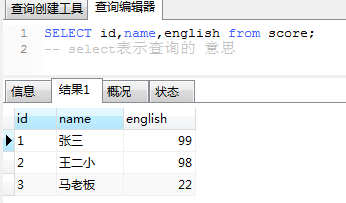 查询创建工具 查询编辑器
1 SELECT id,name,english from score;
2 -- select表示查询的 意思
信息 结果1 概况 状态
id name english
1 张三 99
2 王二小 98
3 马老板 22